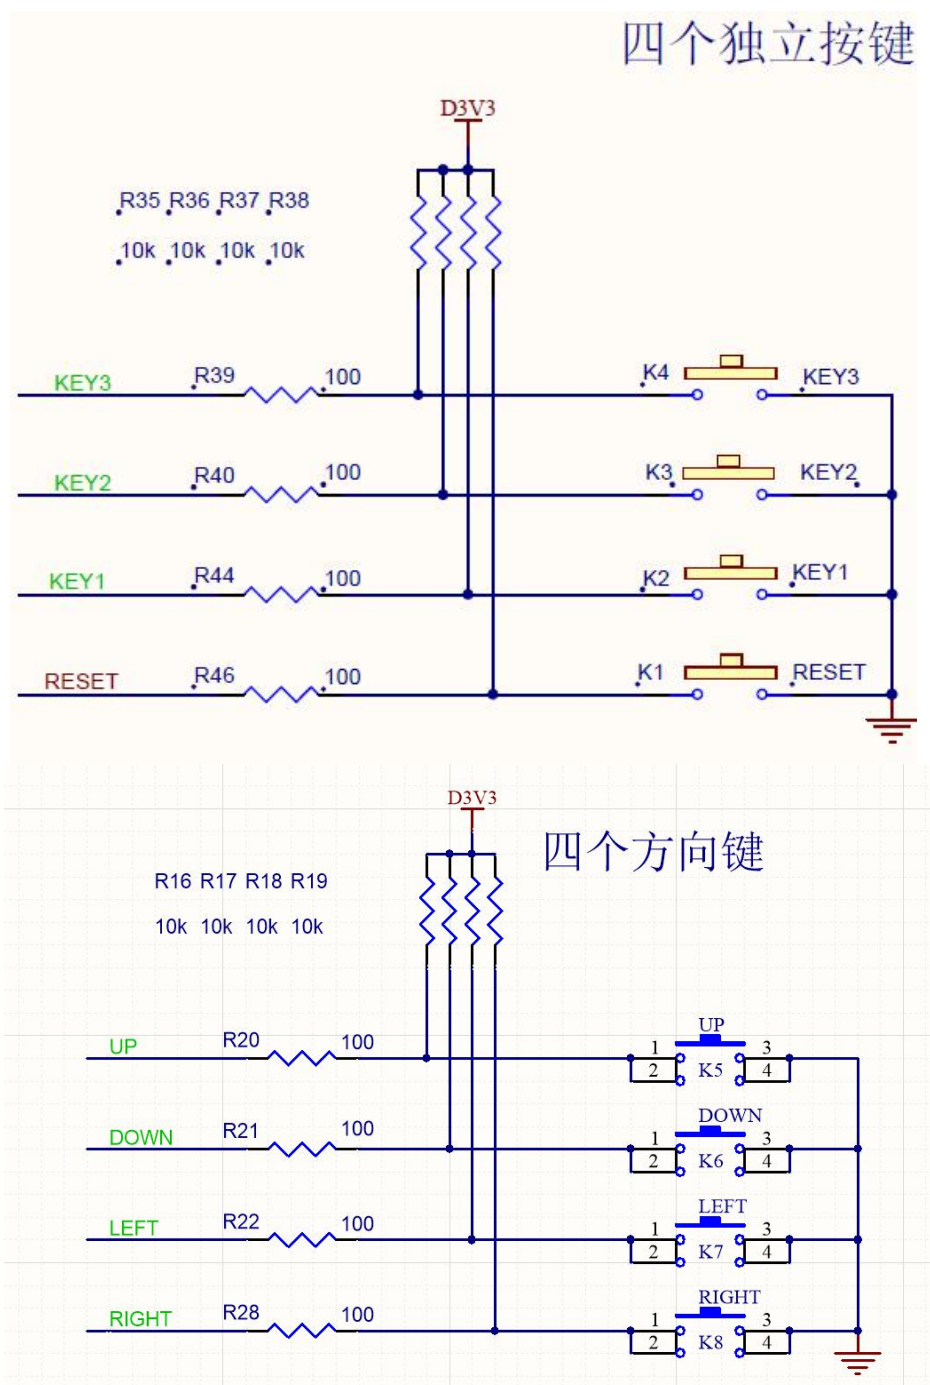 四个独立按键
D3V3
R35 R36 R37 R38
10k 10k 10k 10k
KEY3 R39 100 K4 KEY3
KEY2 R40 100 K3 KEY2
KEY1 R44 100 K2 KEY1
RESET R46 100 K1 RESET
D3V3
四个方向键
R16 R17 R18 R19
10k 10k 10k 10k
UP
UP R20 100 1 K5 3
2 4
DOWN
DOWN R21 100 1 K6 3
2 4
LEFT
LEFT R22 100 1 K7 3
2 4
RIGHT
RIGHT R28 100 1 K8 3
2 4